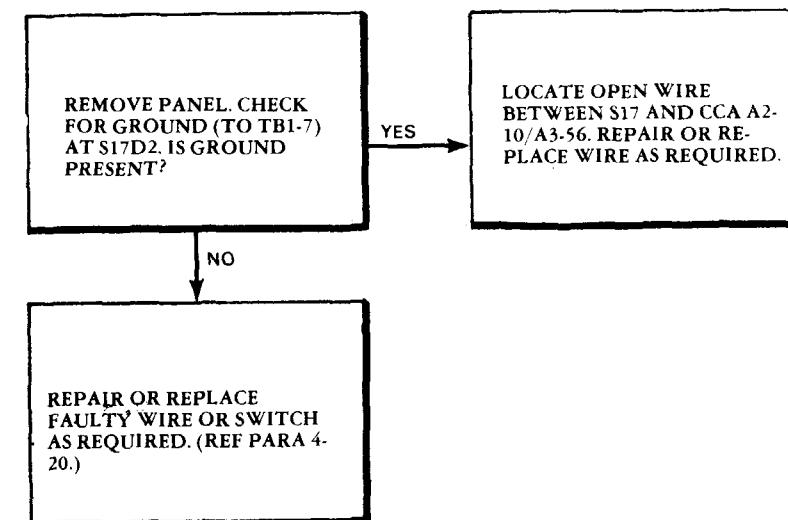 REMOVE PANEL. CHECK
FOR GROUND (TO TB1-7)
AT S17D2. IS GROUND
PRESENT?
YES
LOCATE OPEN WIRE
BETWEEN S17 AND CCA A2-
10/A3-56. REPAIR OR RE-
PLACE WIRE AS REQUIRED.
NO
REPAIR OR REPLACE
FAULTY WIRE OR SWITCH
AS REQUIRED. (REF PARA 4-
20.)